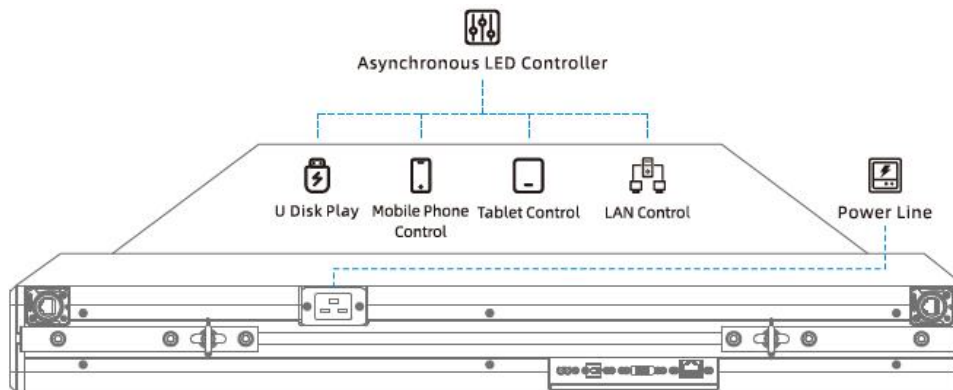 Asynchronous LED Controller
U Disk Play
Mobile Phone
Control
Tablet Control
LAN Control
Power Line